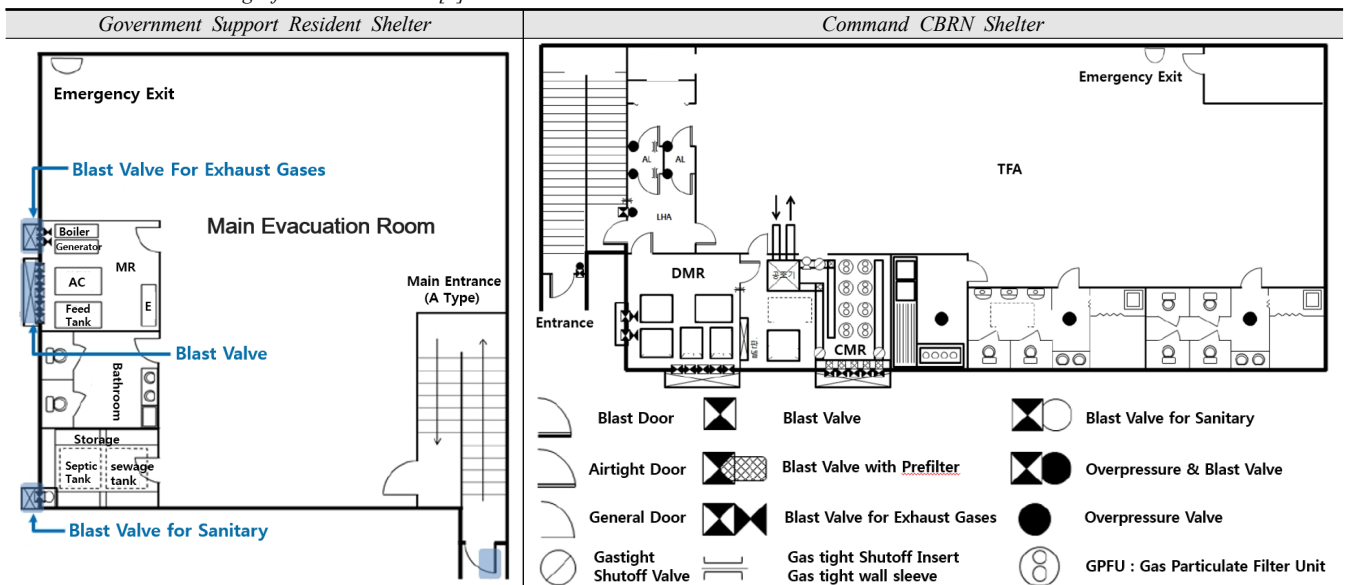 Government Support Resident Shelter
Command CBRN Shelter
Emergency Exit
Blast Valve For Exhaust Gases
Main Evacuation Room
Boiler
Generator
MR
AC
E
Feed
Tank
Main Entrance
(A Type)
Blast Valve
Bathroom
Storage
Septic
Tank
sewage
tank
Blast Valve for Sanitary
Emergency Exit
TFA
AL
AL
LHA
DMR
공조기
Entrance
CMR
Blast Door
Blast Valve
Blast Valve for Sanitary
Airtight Door
Blast Valve with Prefilter
Overpressure & Blast Valve
General Door
Blast Valve for Exhaust Gases
Overpressure Valve
Gastight
Shutoff Valve
Gas tight Shutoff Insert
Gas tight wall sleeve
GPFU : Gas Particulate Filter Unit